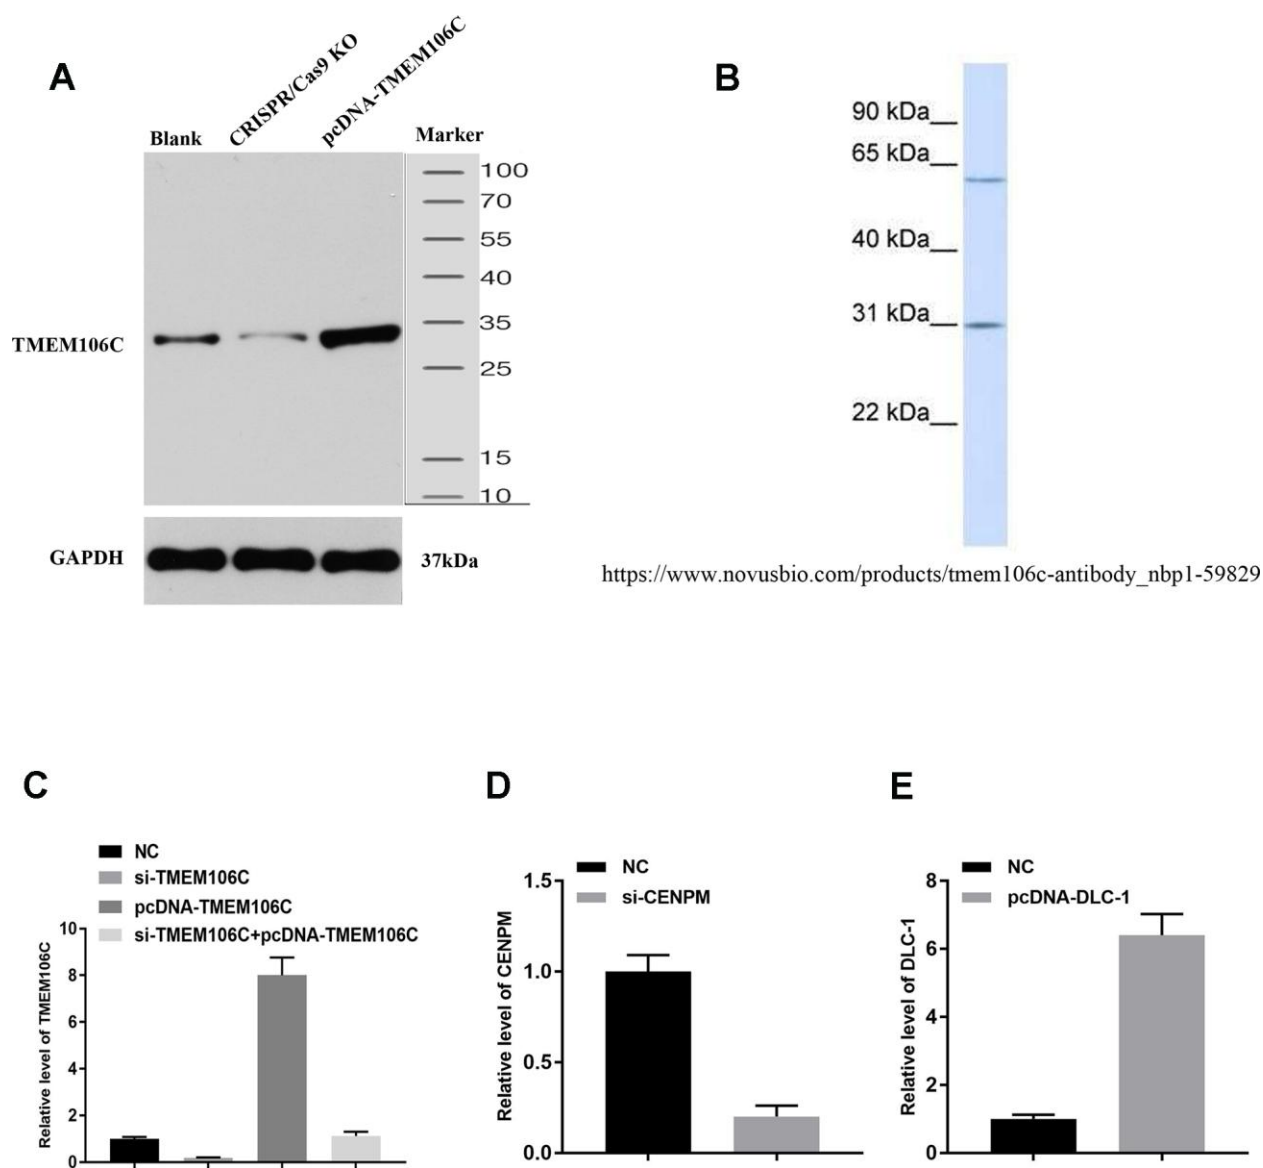 A
Blank
CRISPR/Cas9 KO
pcDNA-TMEM106C
Marker
100
70
55
40
35
TMEM106C
25
15
10
GAPDH
37kDa
B
90 kDa
65 kDa
40 kDa
31 kDa
22 kDa
https://www.novusbio.com/products/tmem106c-antibody_nbp1-59829
C
NC
si-TMEM106C
pcDNA-TMEM106C
si-TMEM106C+pcDNA-TMEM106C
Relative level of TMEM106C
10
8
6
4
2
0
D
NC
si-CENPM
Relative level of CENPM
1.5
1.0
0.5
0.0
E
NC
pcDNA-DLC-1
Relative level of DLC-1
8
6
4
2
0